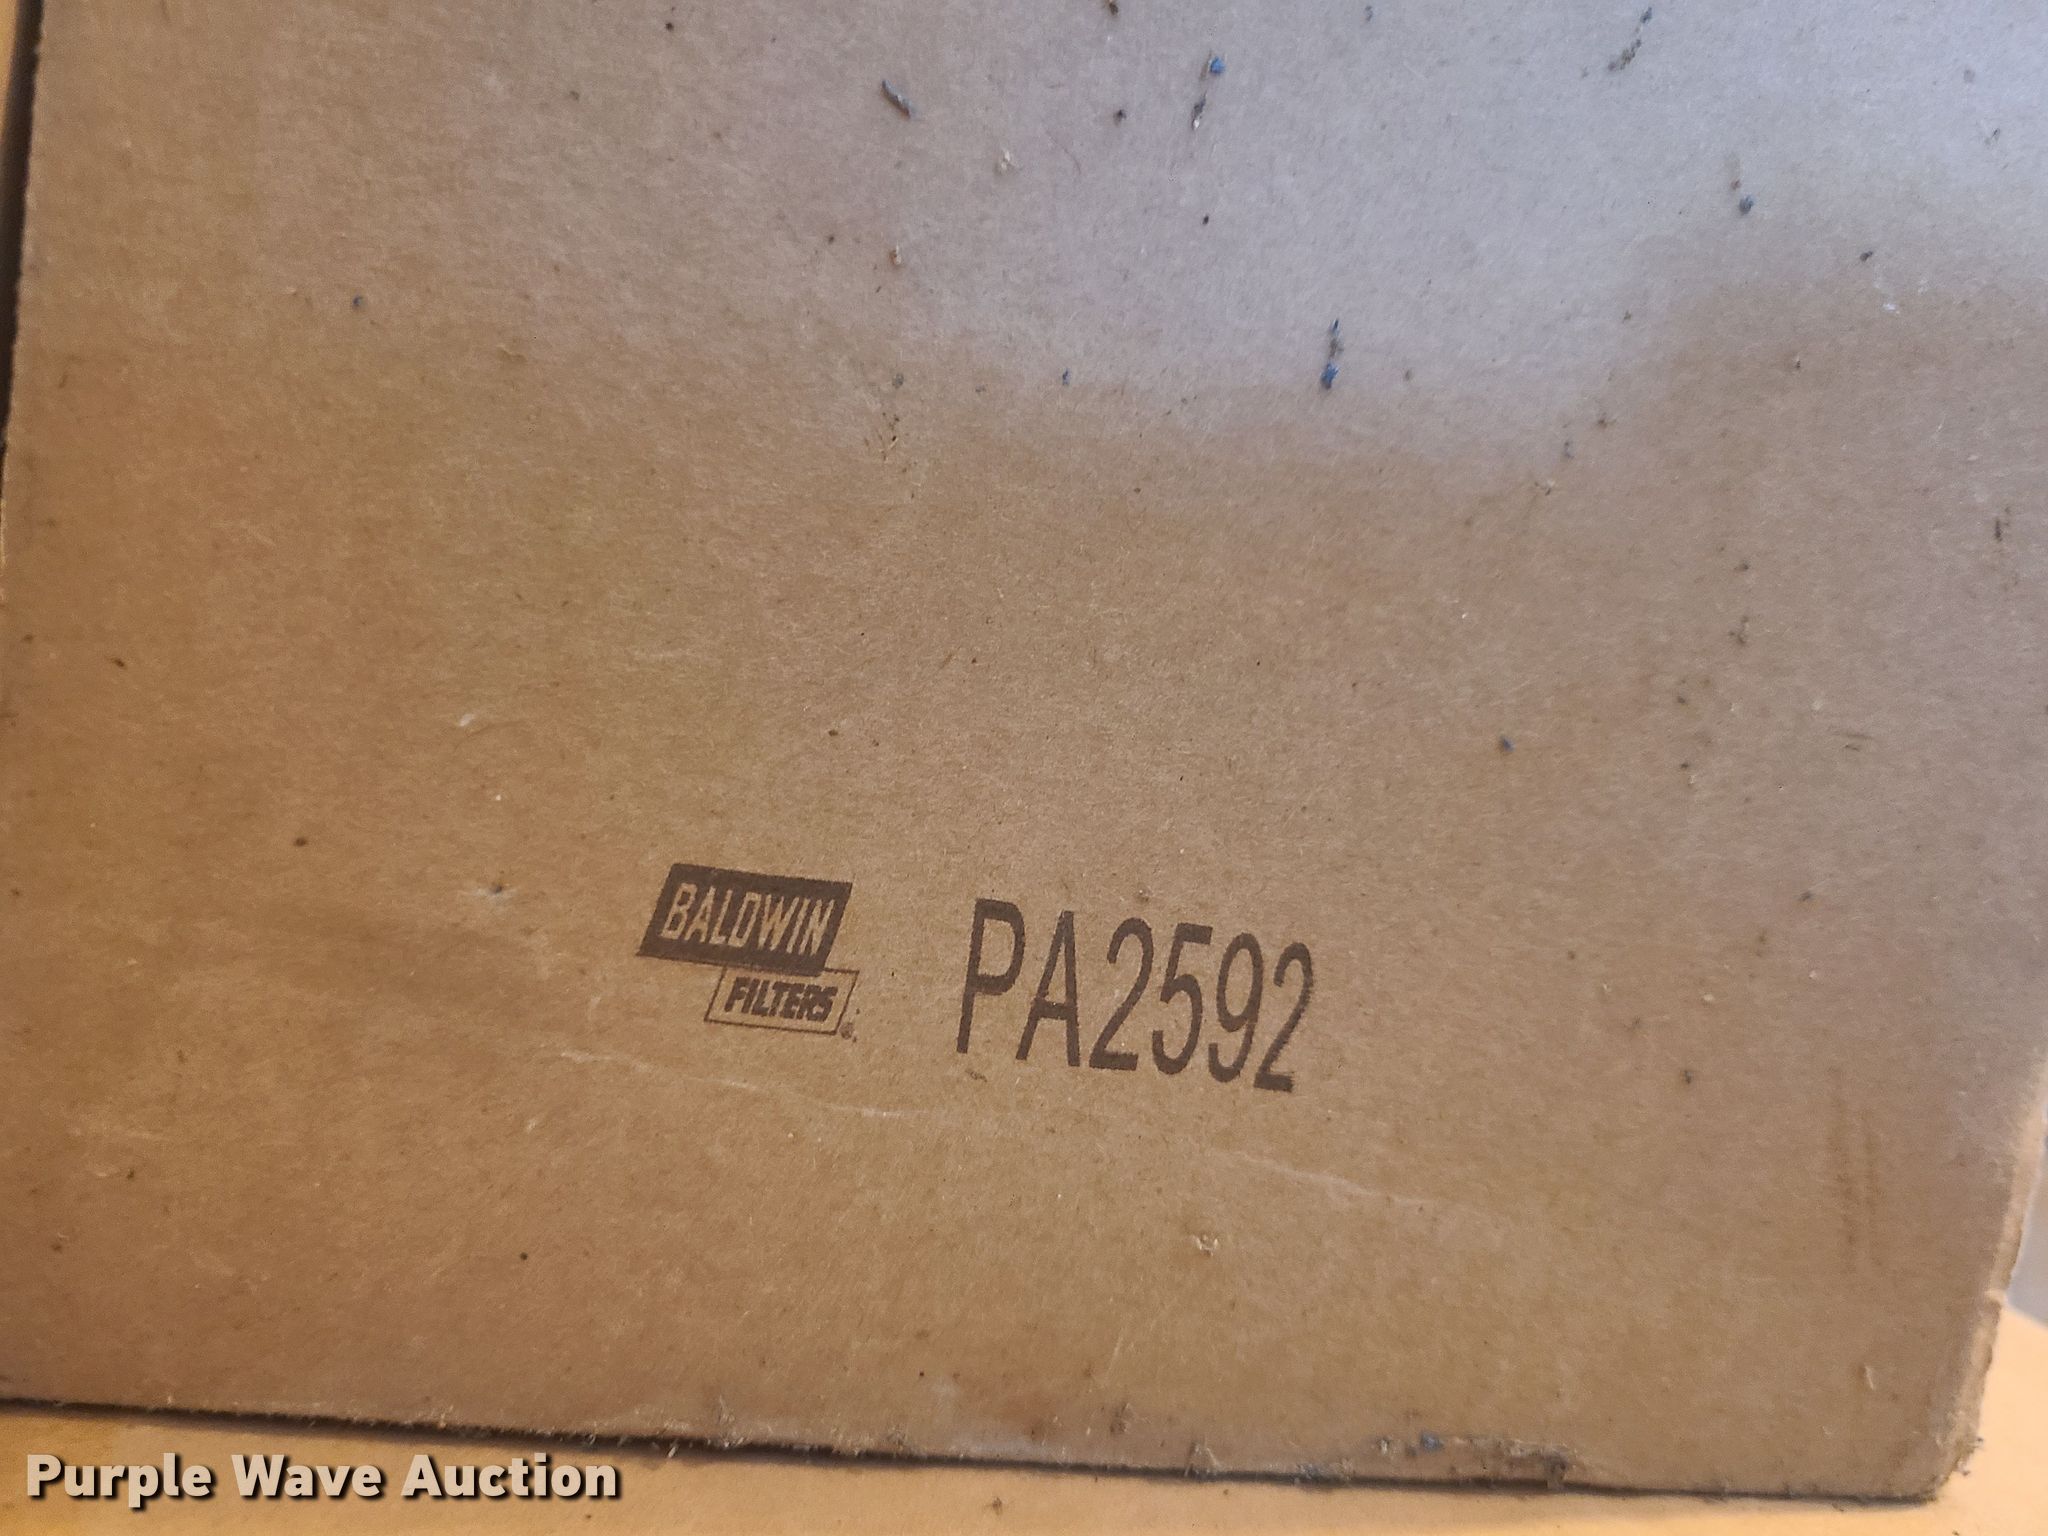 BALDWIN
FILTERS
PA2592
Purple Wave Auction